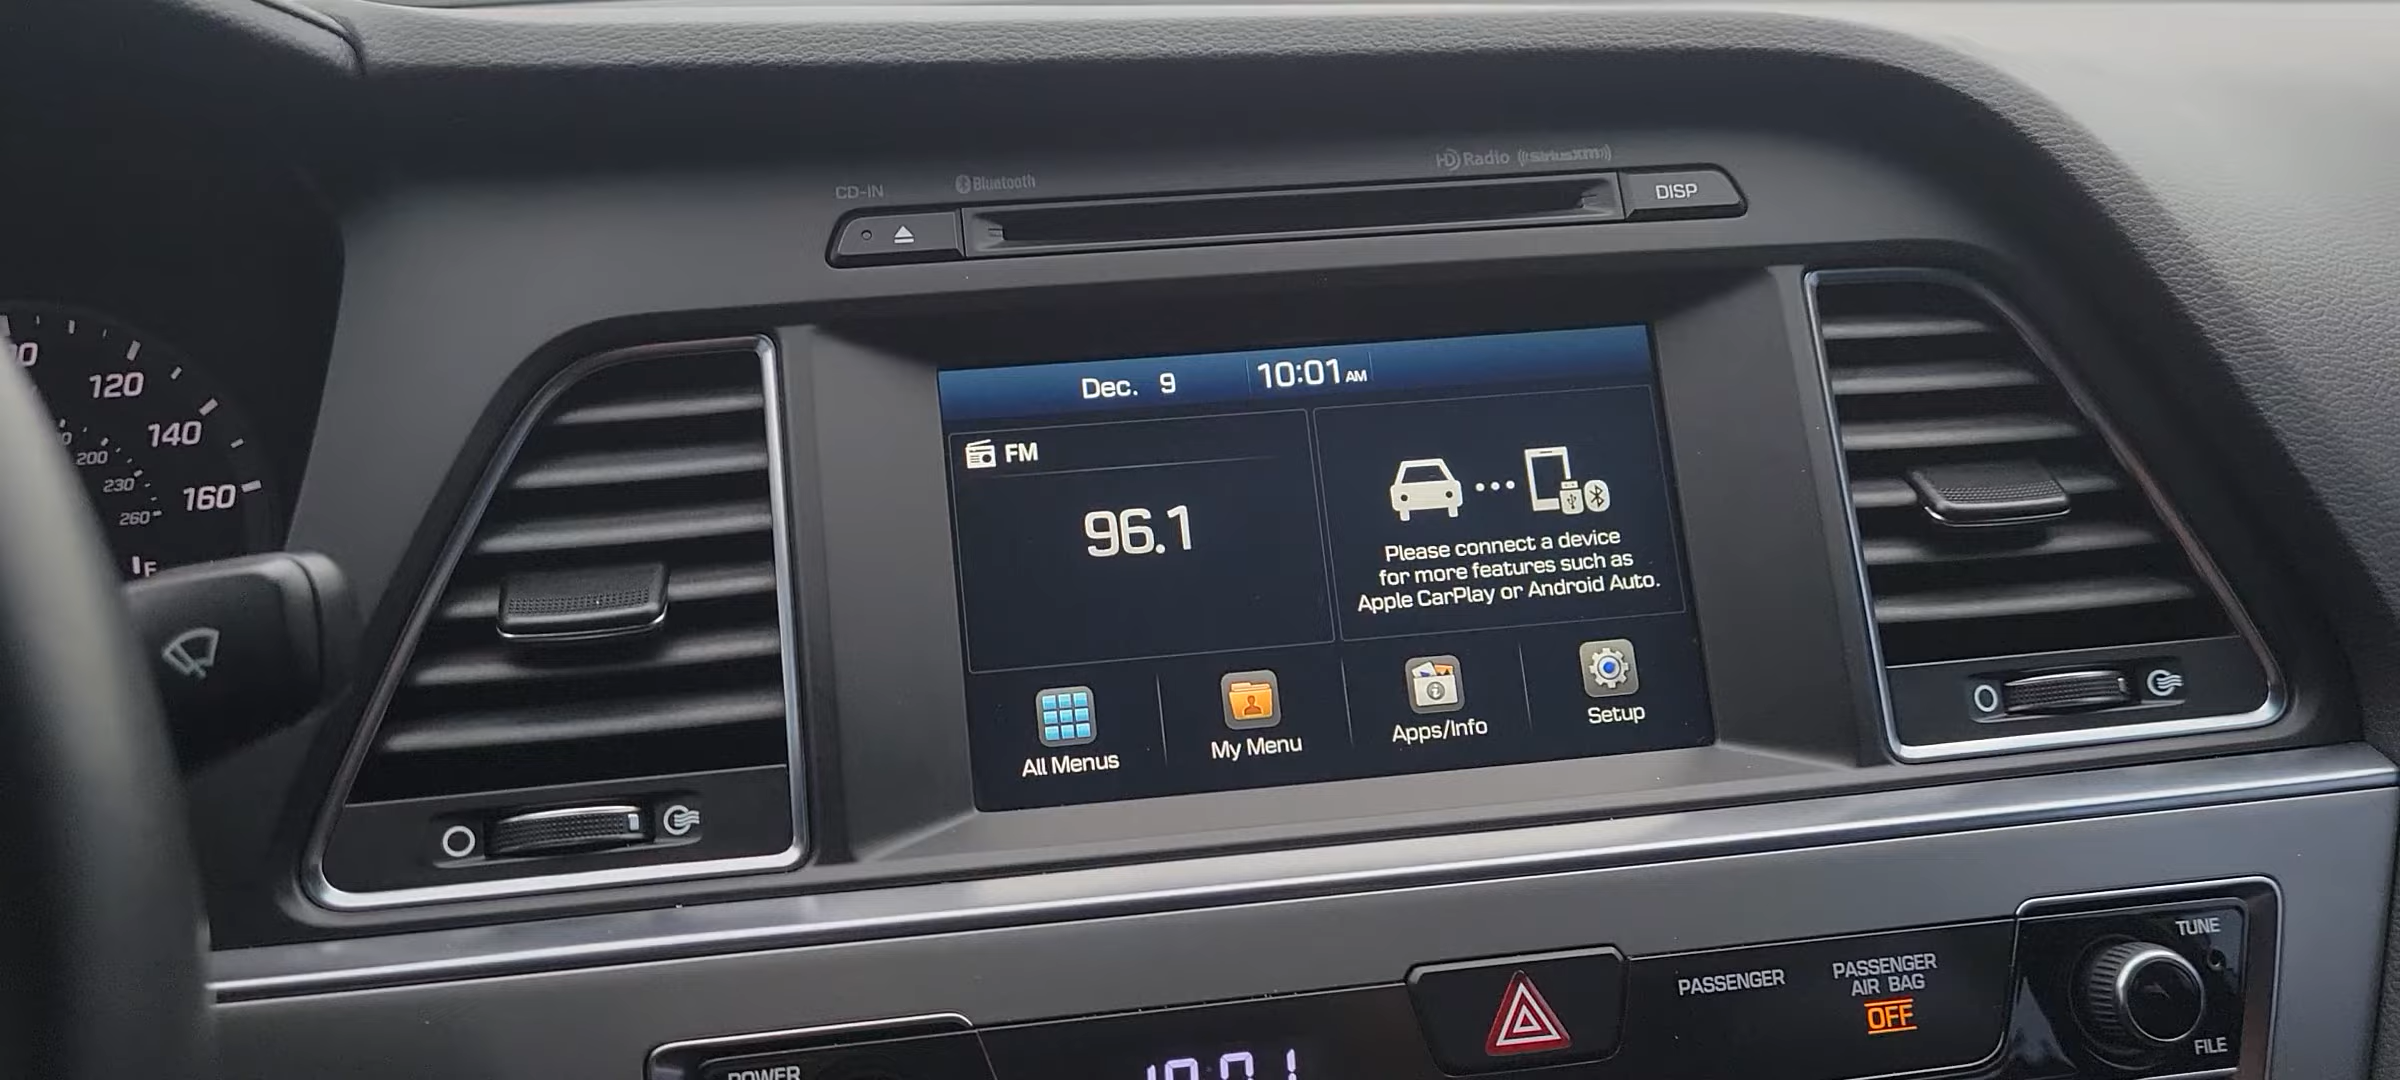 HD Radio ((SiriusXM))
CD-IN
Bluetooth
DISP
Dec. 9
10:01 AM
FM
96.1
Please connect a device
for more features such as
Apple CarPlay or Android Auto.
All Menus
My Menu
Apps/Info
Setup
120
140
160
200
230
260
F
TUNE
FILE
PASSENGER
PASSENGER
AIR BAG
OFF
POWER
10:01